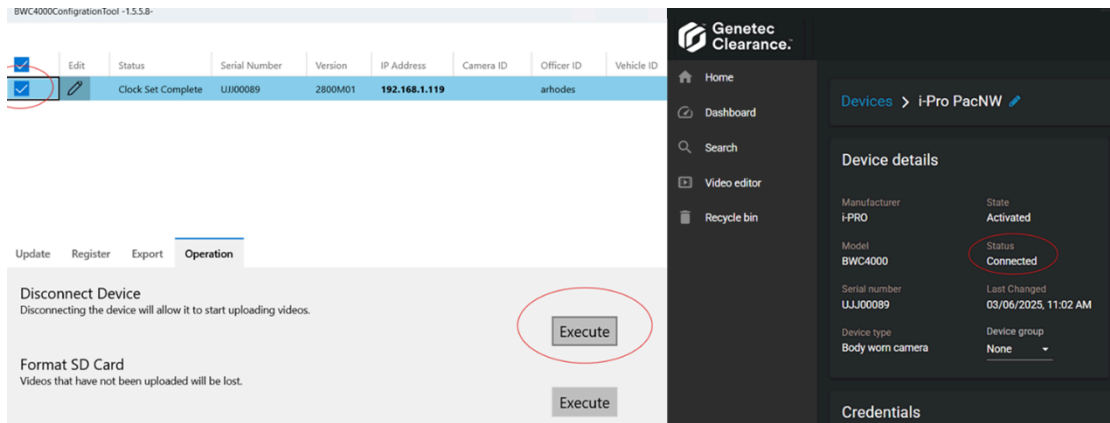 BWC4000ConfigrationTool -1.5.5.8-
Edit Status Serial Number Version IP Address Camera ID Officer ID Vehicle ID
Clock Set Complete UJJ00089 2800M01 192.168.1.119 arhodes
Update Register Export Operation
Disconnect Device
Disconnecting the device will allow it to start uploading videos.
Execute
Format SD Card
Videos that have not been uploaded will be lost.
Execute
Genetec
Clearance.™
Home
Dashboard
Search
Video editor
Recycle bin
Devices > i-Pro PacNW
Device details
Manufacturer State
i-PRO Activated
Model Status
BWC4000 Connected
Serial number Last Changed
UJJ00089 03/06/2025, 11:02 AM
Device type Device group
Body worn camera None
Credentials